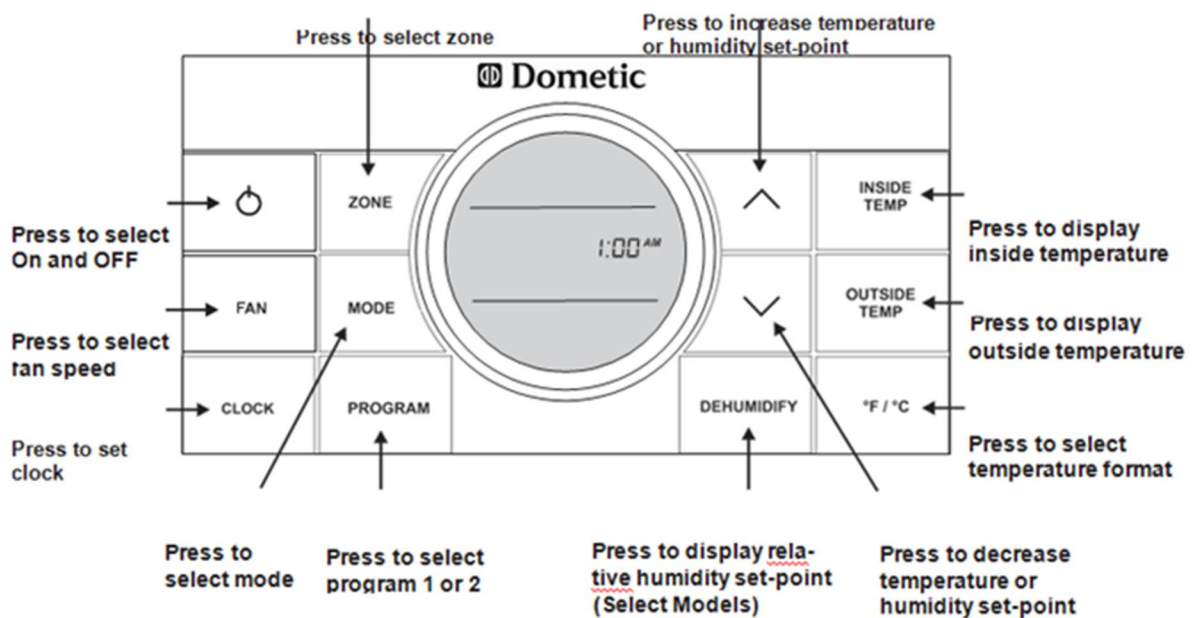 Press to select zone
Press to increase temperature
or humidity set-point
Dometic
ZONE
INSIDE
TEMP
Press to select
On and OFF
1:00 AM
Press to display
inside temperature
FAN
MODE
OUTSIDE
TEMP
Press to select
fan speed
Press to display
outside temperature
CLOCK
PROGRAM
DEHUMIDIFY
°F / °C
Press to set
clock
Press to select
temperature format
Press to
select mode
Press to select
program 1 or 2
Press to display rela-
tive humidity set-point
(Select Models)
Press to decrease
temperature or
humidity set-point